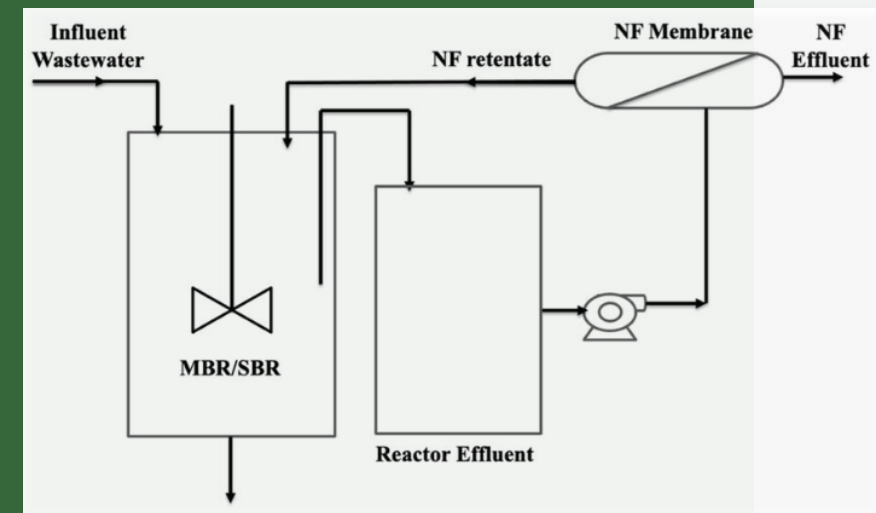 Influent
Wastewater
NF retentate
NF Membrane
NF
Effluent
MBR/SBR
Reactor Effluent